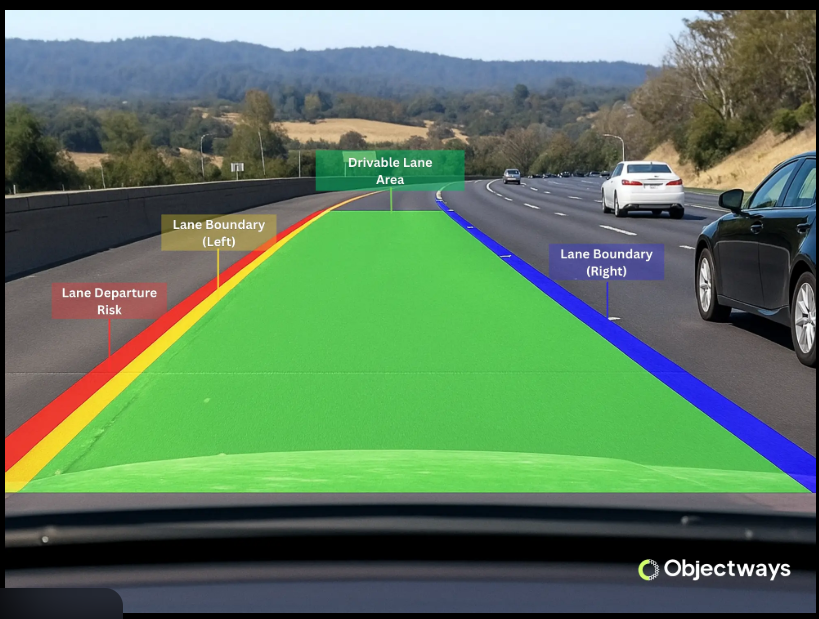 Drivable Lane
Area
Lane Boundary
(Left)
Lane Boundary
(Right)
Lane Departure
Risk
Objectways